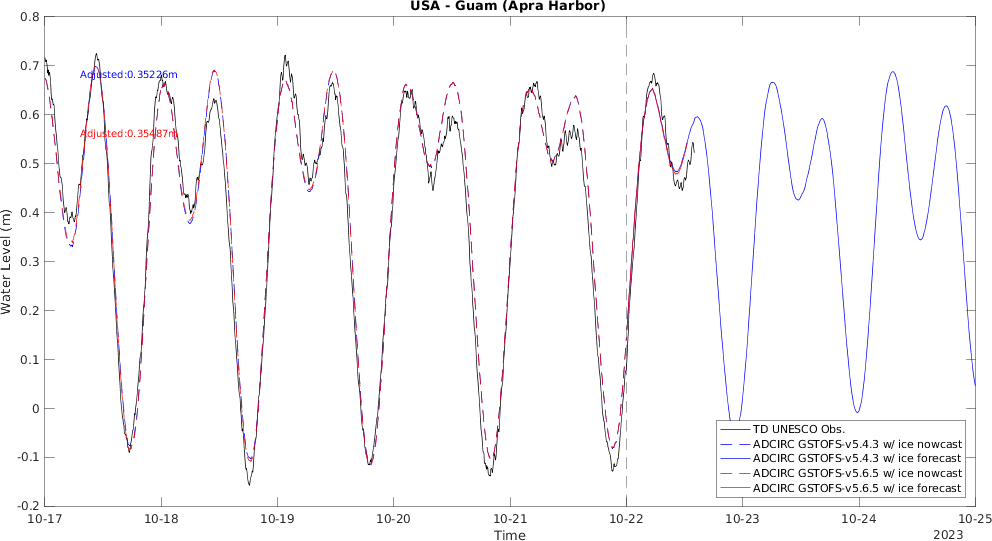 USA - Guam (Apra Harbor)
0.8
0.7
0.6
0.5
0.4
0.3
0.2
0.1
0
-0.1
-0.2
Water Level (m)
Adjusted:0.35226m
Adjusted:0.35487m
TD UNESCO Obs.
ADCIRC GSTOFS-v5.4.3 w/ ice nowcast
ADCIRC GSTOFS-v5.4.3 w/ ice forecast
ADCIRC GSTOFS-v5.6.5 w/ ice nowcast
ADCIRC GSTOFS-v5.6.5 w/ ice forecast
10-17 10-18 10-19 10-20 10-21 10-22 10-23 10-24 10-25
Time
2023